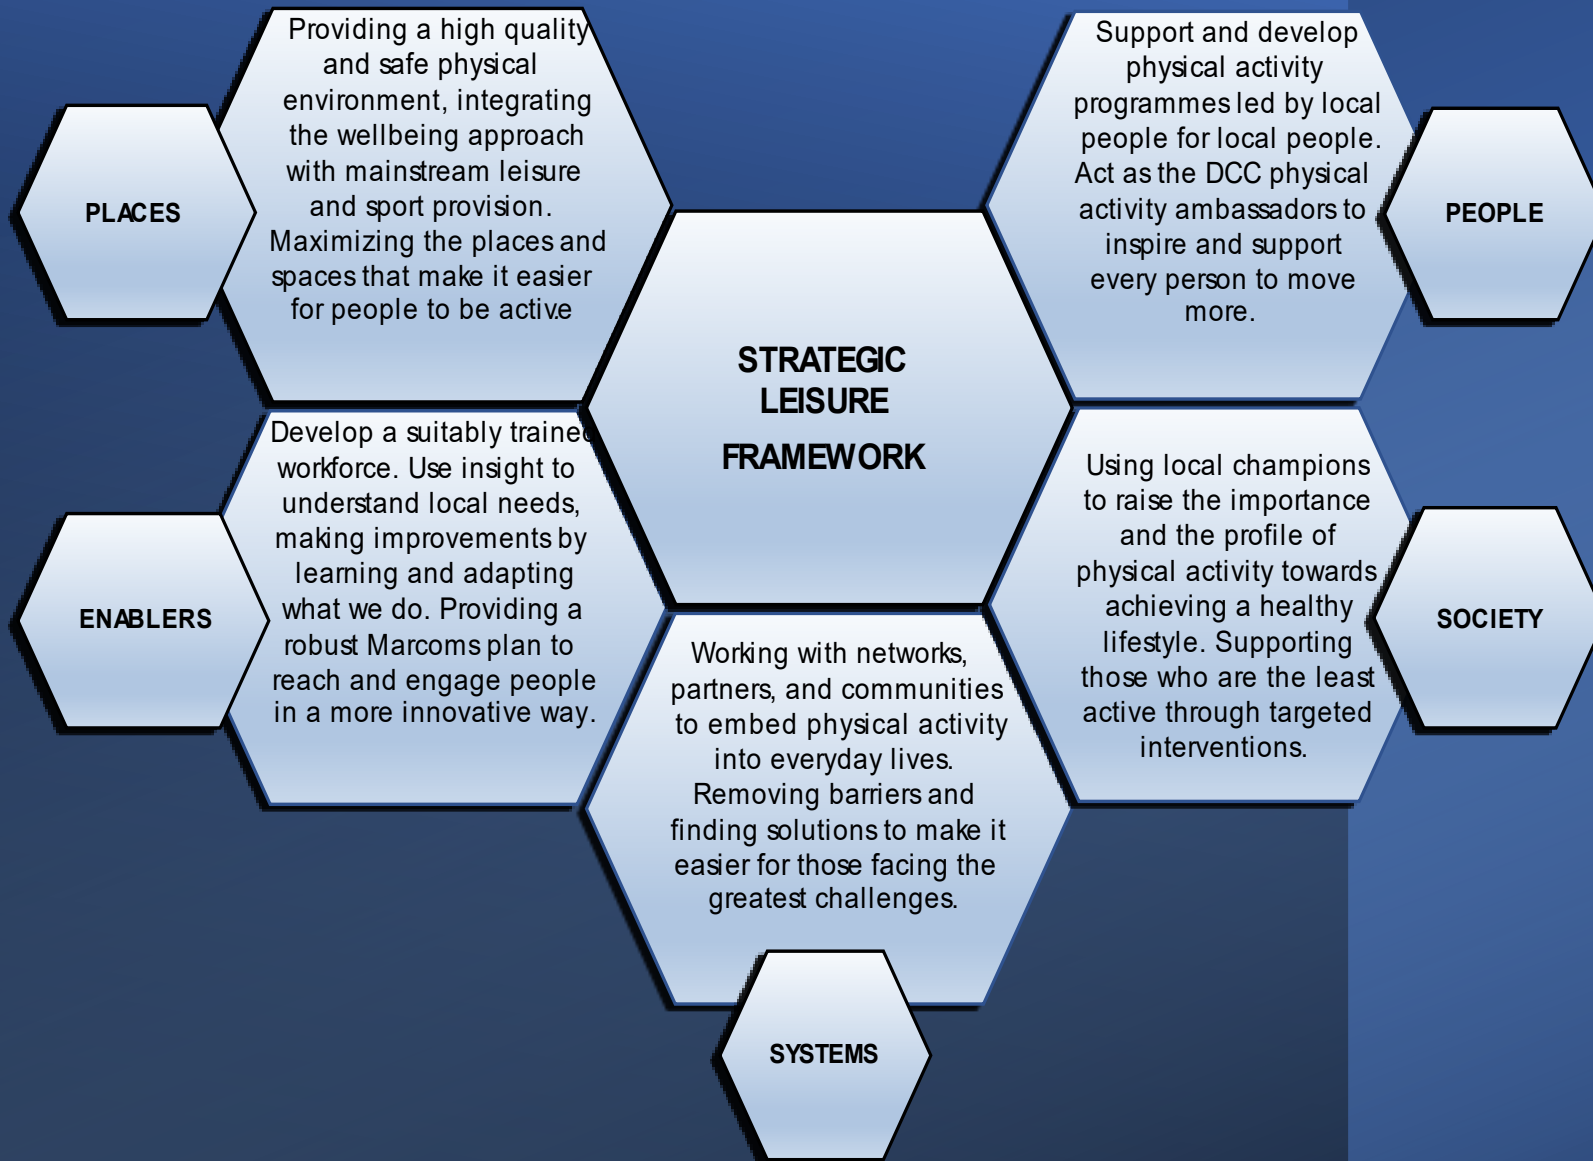 PLACES
Providing a high quality
and safe physical
environment, integrating
the wellbeing approach
with mainstream leisure
and sport provision.
Maximizing the places and
spaces that make it easier
for people to be active
STRATEGIC
LEISURE
FRAMEWORK
Support and develop
physical activity
programmes led by local
people for local people.
Act as the DCC physical
activity ambassadors to
inspire and support
every person to move
more.
PEOPLE
ENABLERS
Develop a suitably trained
workforce. Use insight to
understand local needs,
making improvements by
learning and adapting
what we do. Providing a
robust Marcoms plan to
reach and engage people
in a more innovative way.
Working with networks,
partners, and communities
to embed physical activity
into everyday lives.
Removing barriers and
finding solutions to make it
easier for those facing the
greatest challenges.
SYSTEMS
Using local champions
to raise the importance
and the profile of
physical activity towards
achieving a healthy
lifestyle. Supporting
those who are the least
active through targeted
interventions.
SOCIETY